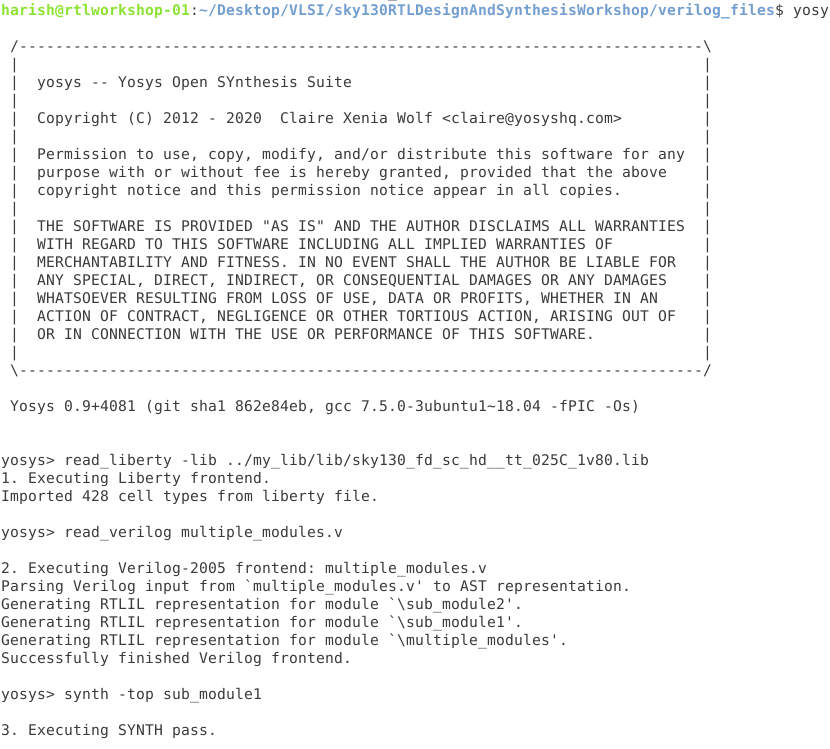 harish@rtlworkshop-01:~/Desktop/VLSI/sky130RTLDesignAndSynthesisWorkshop/verilog_files$ yosy
/----------------------------------------------------------------------------\
|                                                                            |
|  yosys -- Yosys Open SYnthesis Suite                                       |
|                                                                            |
|  Copyright (C) 2012 - 2020  Claire Xenia Wolf <claire@yosyshq.com>         |
|                                                                            |
|  Permission to use, copy, modify, and/or distribute this software for any  |
|  purpose with or without fee is hereby granted, provided that the above    |
|  copyright notice and this permission notice appear in all copies.         |
|                                                                            |
|  THE SOFTWARE IS PROVIDED "AS IS" AND THE AUTHOR DISCLAIMS ALL WARRANTIES  |
|  WITH REGARD TO THIS SOFTWARE INCLUDING ALL IMPLIED WARRANTIES OF          |
|  MERCHANTABILITY AND FITNESS. IN NO EVENT SHALL THE AUTHOR BE LIABLE FOR   |
|  ANY SPECIAL, DIRECT, INDIRECT, OR CONSEQUENTIAL DAMAGES OR ANY DAMAGES    |
|  WHATSOEVER RESULTING FROM LOSS OF USE, DATA OR PROFITS, WHETHER IN AN     |
|  ACTION OF CONTRACT, NEGLIGENCE OR OTHER TORTIOUS ACTION, ARISING OUT OF   |
|  OR IN CONNECTION WITH THE USE OR PERFORMANCE OF THIS SOFTWARE.            |
|                                                                            |
\----------------------------------------------------------------------------/
Yosys 0.9+4081 (git sha1 862e84eb, gcc 7.5.0-3ubuntu1~18.04 -fPIC -Os)
yosys> read_liberty -lib ../my_lib/lib/sky130_fd_sc_hd__tt_025C_1v80.lib
1. Executing Liberty frontend.
Imported 428 cell types from liberty file.
yosys> read_verilog multiple_modules.v
2. Executing Verilog-2005 frontend: multiple_modules.v
Parsing Verilog input from `multiple_modules.v' to AST representation.
Generating RTLIL representation for module `\sub_module2'.
Generating RTLIL representation for module `\sub_module1'.
Generating RTLIL representation for module `\multiple_modules'.
Successfully finished Verilog frontend.
yosys> synth -top sub_module1
3. Executing SYNTH pass.